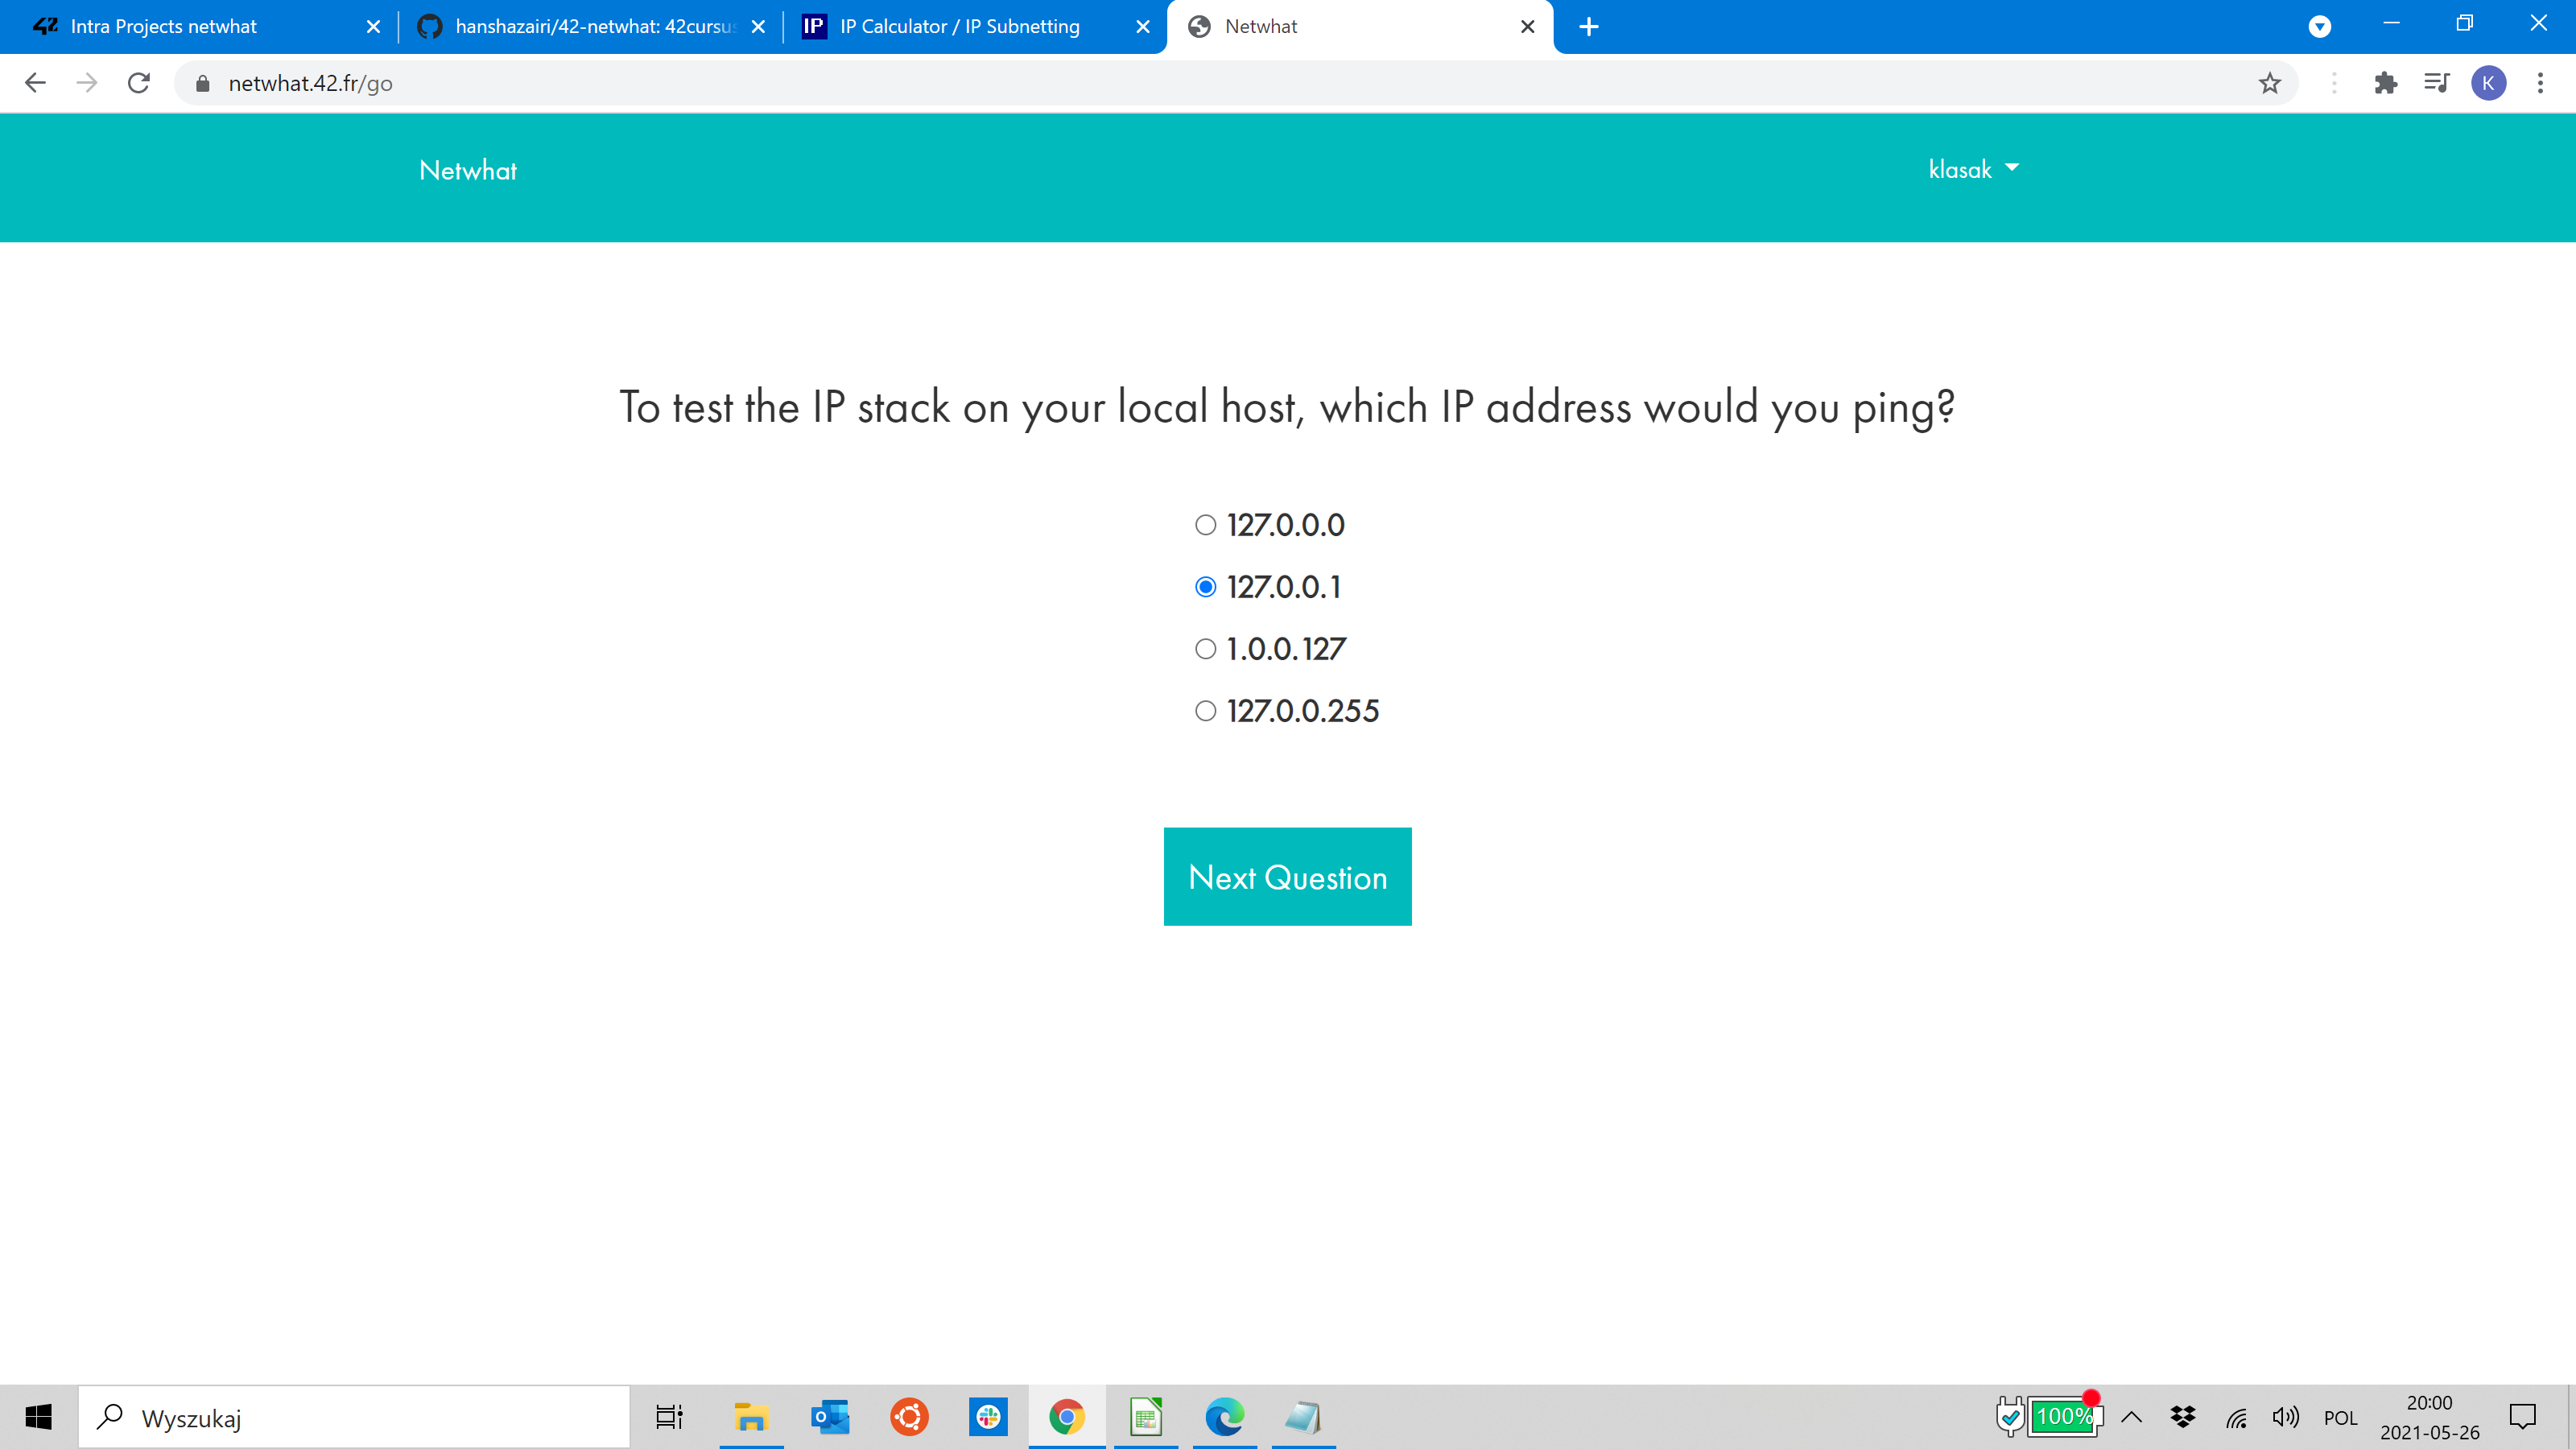 42 Intra Projects netwhat
hanshazairi/42-netwhat: 42cursus
IP IP Calculator / IP Subnetting
Netwhat
netwhat.42.fr/go
K
Netwhat
klasak
To test the IP stack on your local host, which IP address would you ping?
127.0.0.0
127.0.0.1
1.0.0.127
127.0.0.255
Next Question
Wyszukaj
100%
POL
20:00
2021-05-26